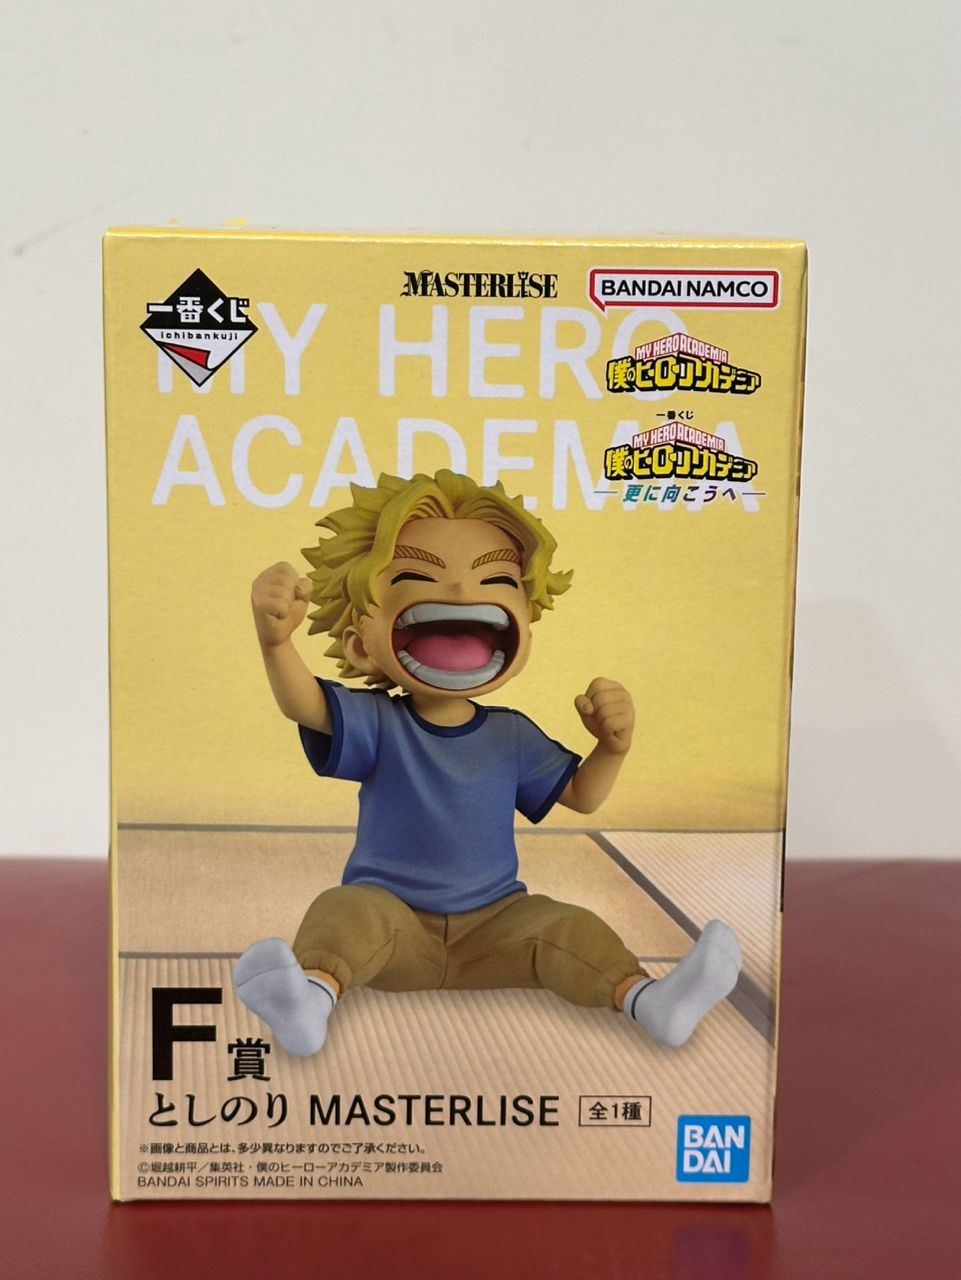 一番くじ
ichibankuji
MASTERLISE
BANDAI NAMCO
MY HERO
ACADEMIA
MY HERO ACADEMIA
僕のヒーローアカデミア
一番くじ
MY HERO ACADEMIA
僕のヒーローアカデミア
更に向こうへ
F賞
としのり MASTERLISE 全1種
※画像と商品とは、多少異なりますのでご了承ください。
©堀越耕平／集英社・僕のヒーローアカデミア製作委員会
BANDAI SPIRITS MADE IN CHINA
BAN
DAI